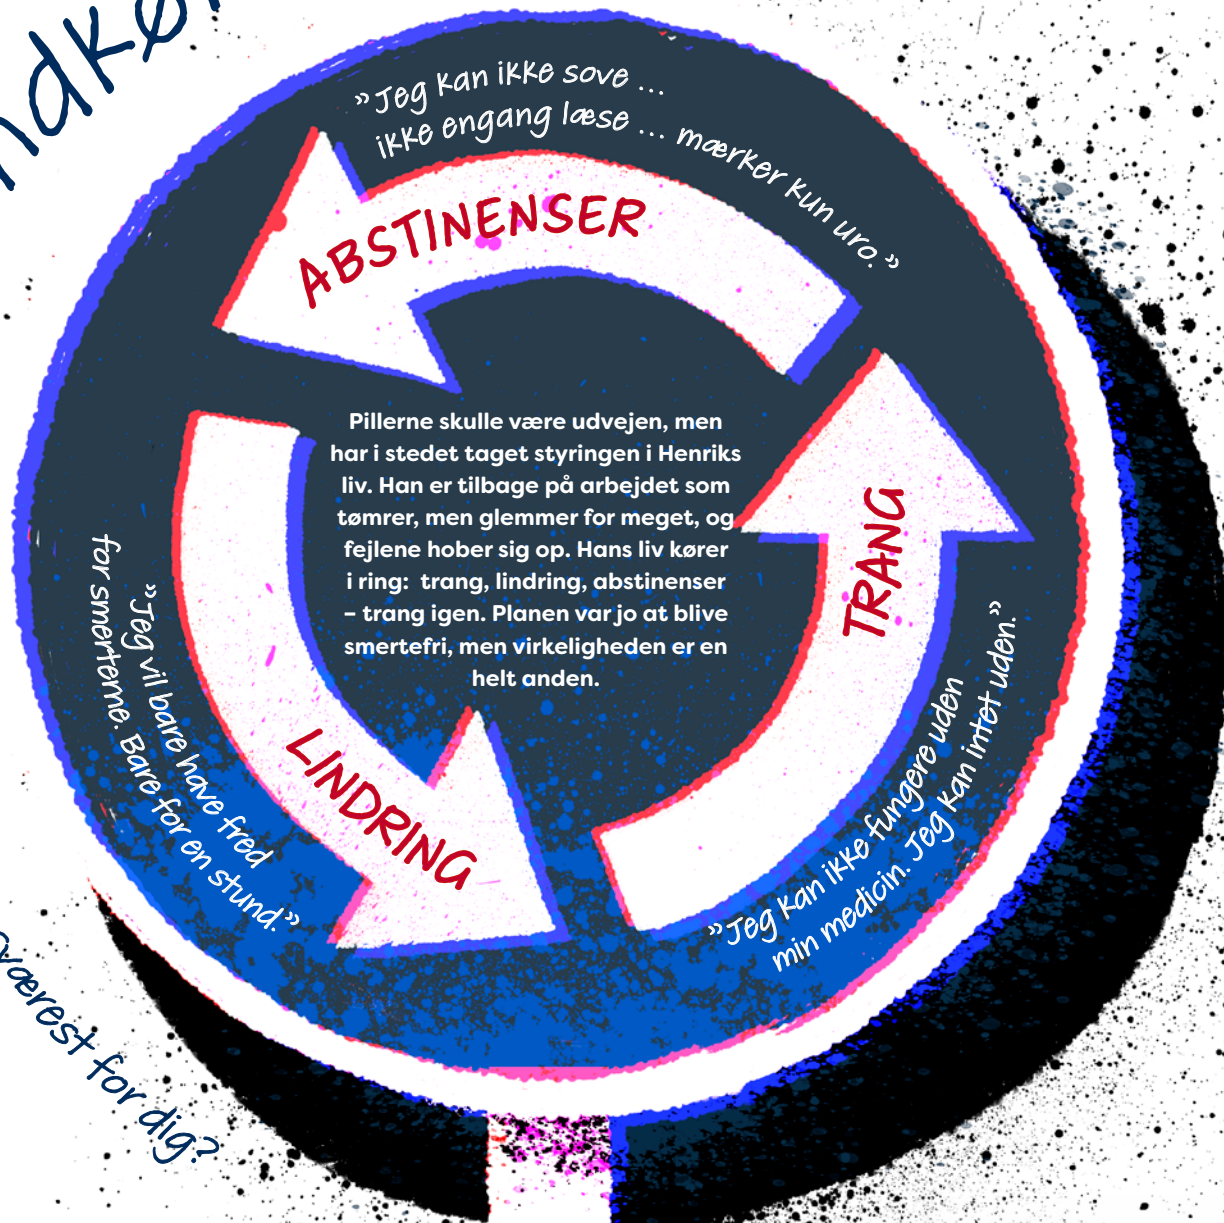 »Jeg kan ikke sove ...
ikke engang læse ... mærker kun uro.»
ABSTINENSER
Pillerne skulle være udvejen, men
har i stedet taget styringen i Henriks
liv. Han er tilbage på arbejdet som
tømrer, men glemmer for meget, og
fejlene hober sig op. Hans liv kører
i ring: trang, lindring, abstinenser
– trang igen. Planen var jo at blive
smertefri, men virkeligheden er en
helt anden.
TRANG
»Jeg kan ikke fungere uden
min medicin. Jeg kan intet uden.»
LINDRING
»Jeg vil bare have fred
for smerterne. Bare for en stund.»
sværest for dig?